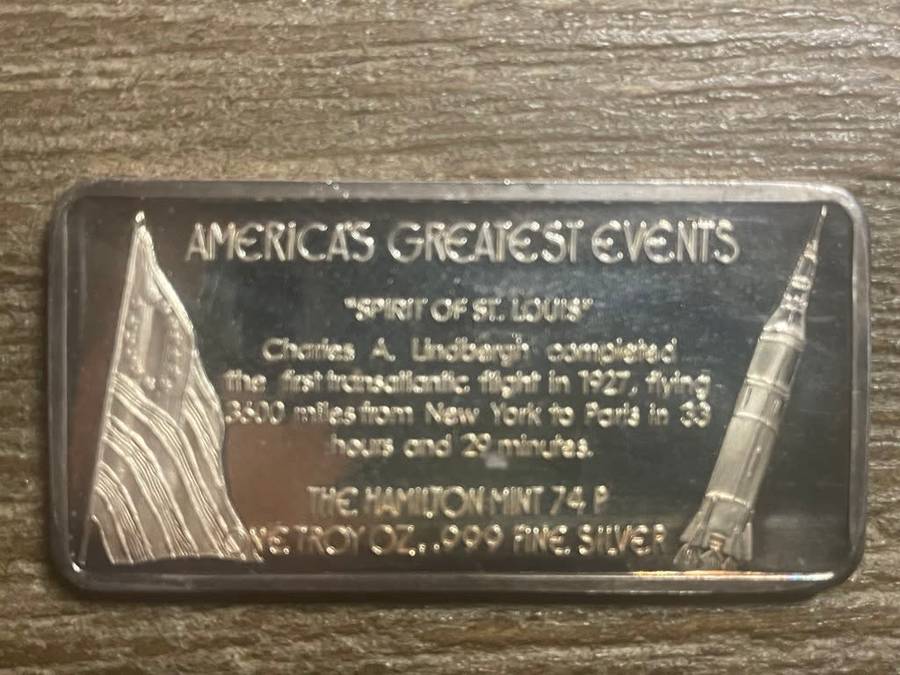 AMERICA'S GREATEST EVENTS
"SPIRIT OF ST. LOUIS"
Charles A. Lindbergh completed
the first transatlantic flight in 1927, flying
3600 miles from New York to Paris in 33
hours and 29 minutes.
THE HAMILTON MINT 74 P
ONE TROY OZ. .999 FINE SILVER